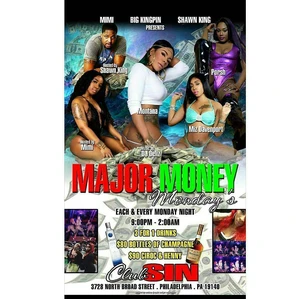 MIMI BIG KINGPIN SHAWN KING
PRESENTS
Hosted By
Shawn King
Parish
Montana
Hosted By
Mimi
Miz Davenport
MAJOR MONEY
Monday's
EACH & EVERY MONDAY NIGHT
9:00PM - 2:00AM
3 FOR 1 DRINKS
$80 BOTTLES OF CHAMPAGNE
$90 CIROC & HENNY
Club SIN
3728 NORTH BROAD STREET . PHILADELPHIA . PA 19140